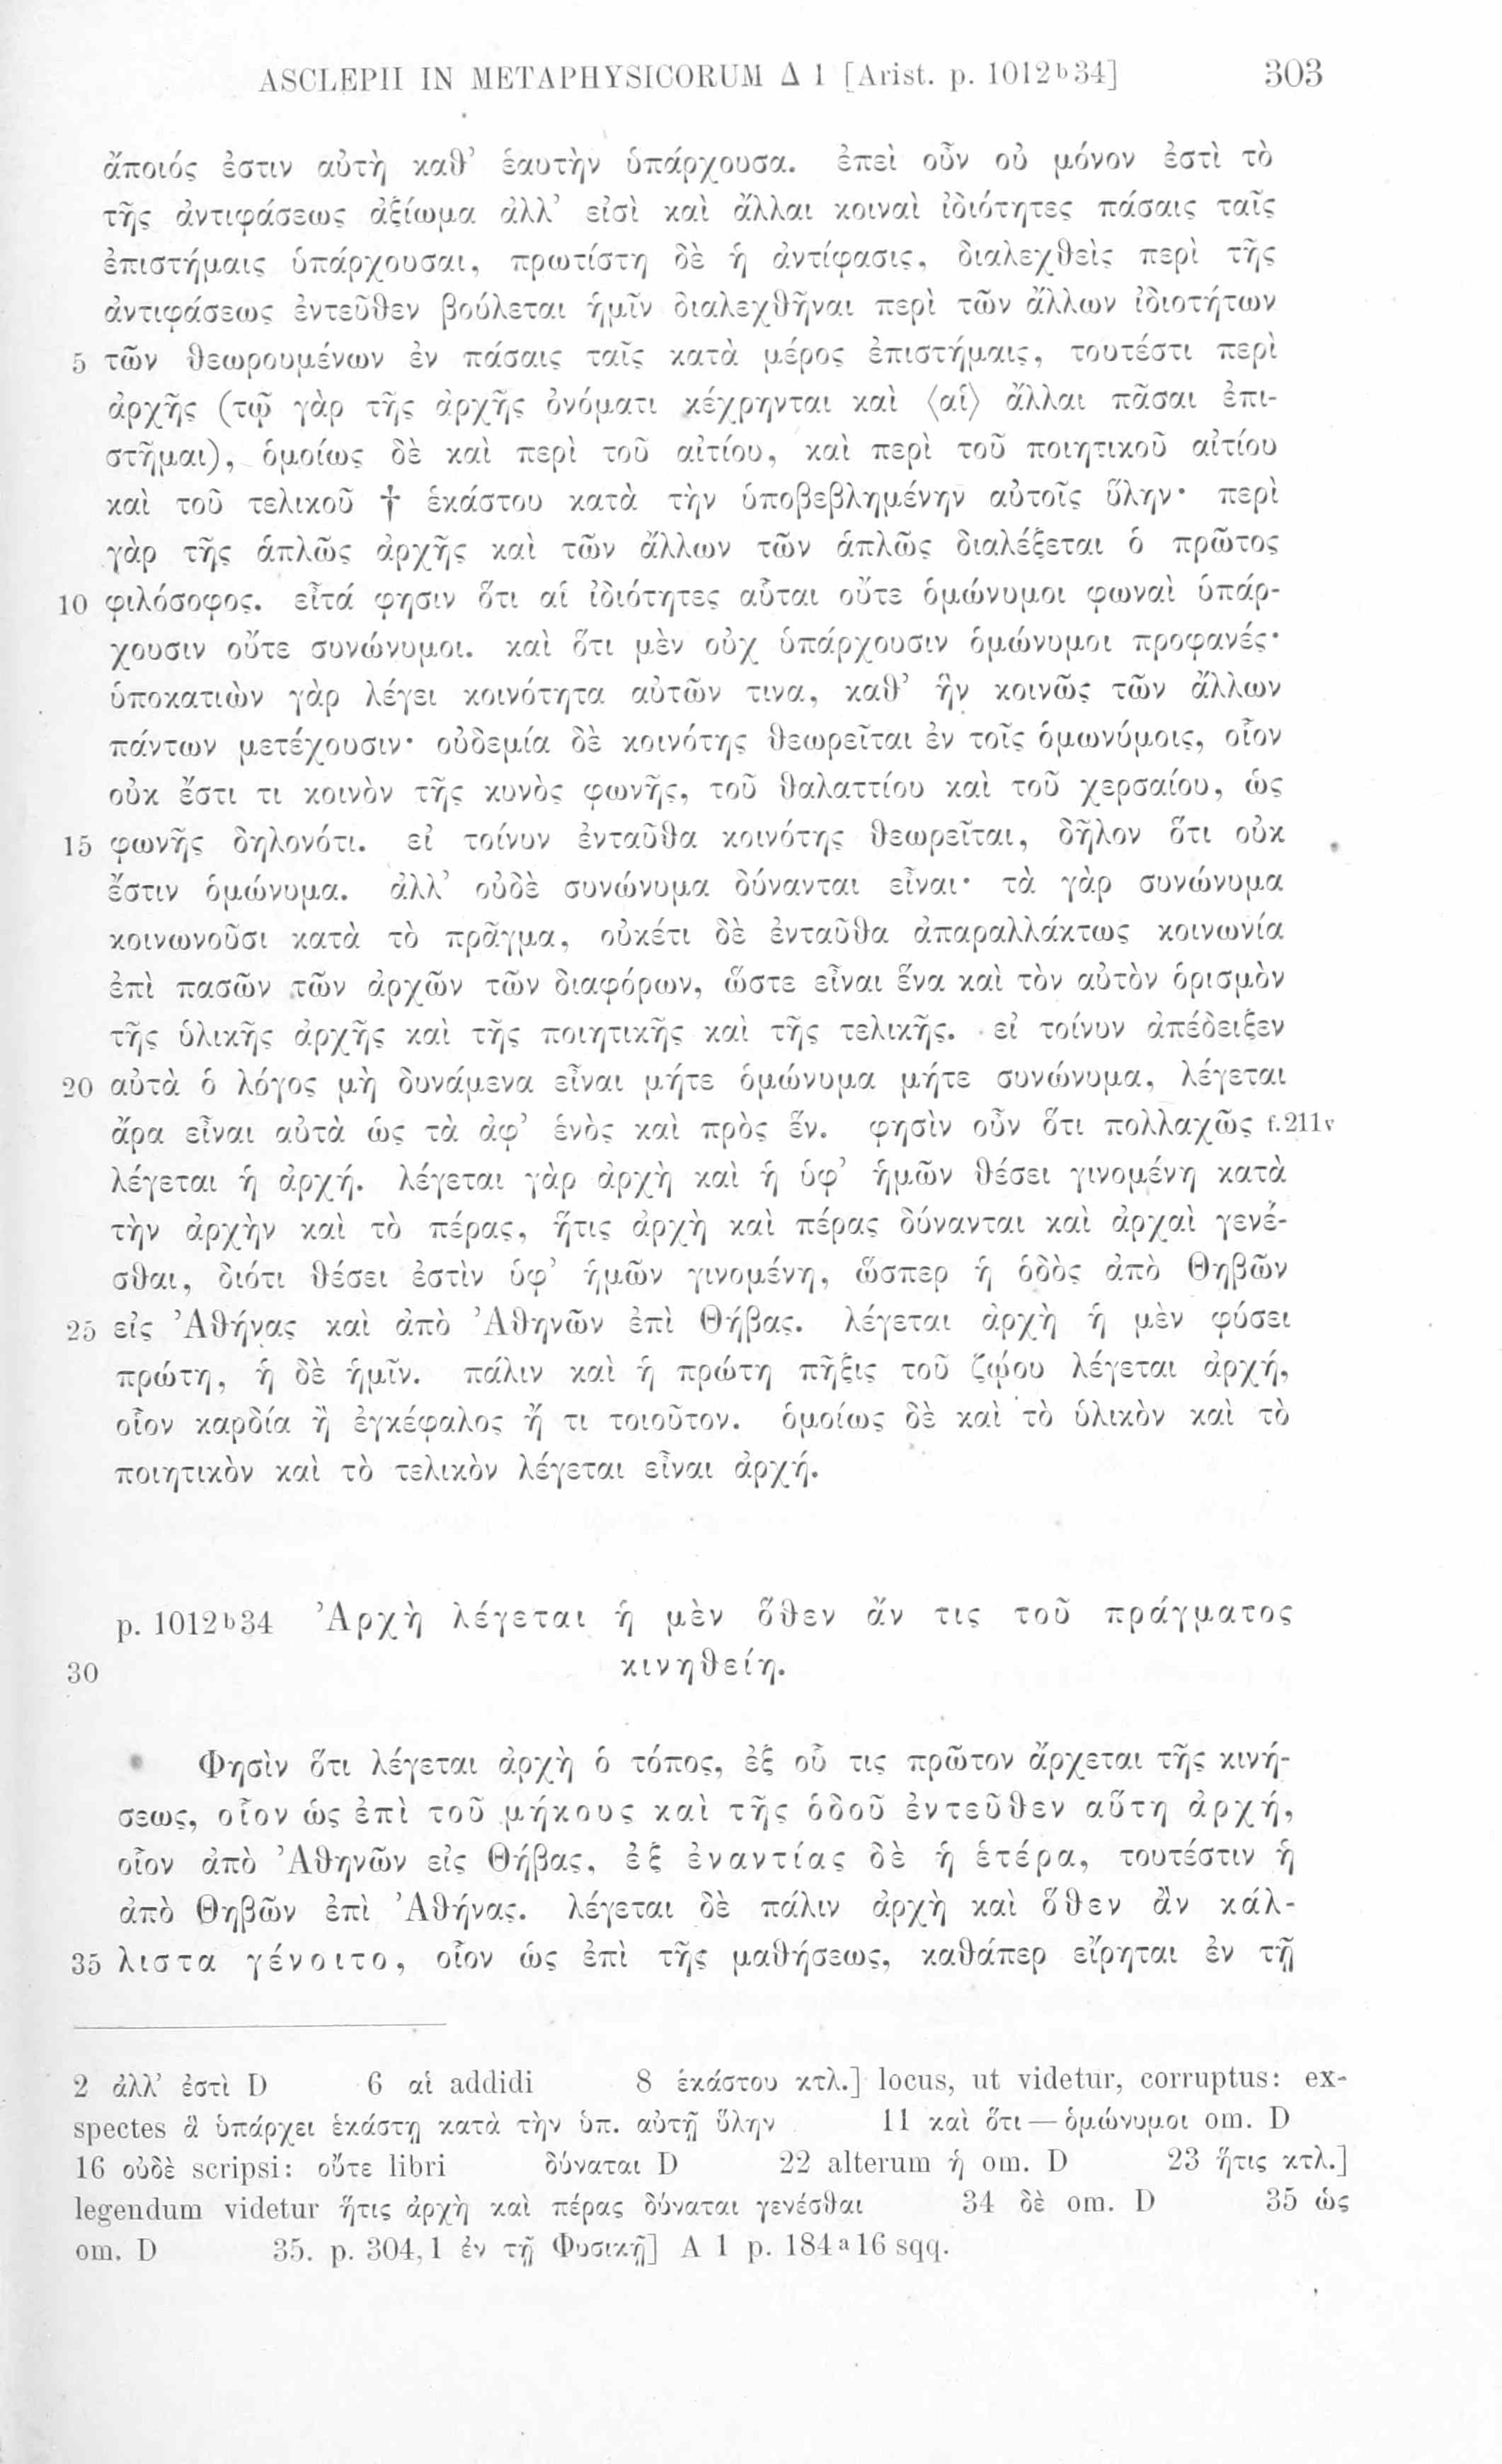 ASCLEPII IN METAPHYSICORUM Δ 1 [Arist. p. 1012ᵇ34] 303
ἄποιός ἐστιν αὐτὴ καθ’ ἑαυτὴν ὑπάρχουσα. ἐπεὶ οὖν οὐ μόνον ἐστὶ τὸ
τῆς ἀντιφάσεως ἀξίωμα ἀλλ’ εἰσὶ καὶ ἄλλαι κοιναὶ ἰδιότητες πάσαις ταῖς
ἐπιστήμαις ὑπάρχουσαι, πρωτίστη δὲ ἡ ἀντίφασις, διαλεχθεὶς περὶ τῆς
ἀντιφάσεως ἐντεῦθεν βούλεται ἡμῖν διαλεχθῆναι περὶ τῶν ἄλλων ἰδιοτήτων
5 τῶν θεωρουμένων ἐν πάσαις ταῖς κατὰ μέρος ἐπιστήμαις, τουτέστι περὶ
ἀρχῆς (τῷ γὰρ τῆς ἀρχῆς ὀνόματι κέχρηνται καὶ ⟨αἱ⟩ ἄλλαι πᾶσαι ἐπι-
στῆμαι), ὁμοίως δὲ καὶ περὶ τοῦ αἰτίου, καὶ περὶ τοῦ ποιητικοῦ αἰτίου
καὶ τοῦ τελικοῦ † ἑκάστου κατὰ τὴν ὑποβεβλημένην αὐτοῖς ὕλην· περὶ
γὰρ τῆς ἁπλῶς ἀρχῆς καὶ τῶν ἄλλων τῶν ἁπλῶς διαλέξεται ὁ πρῶτος
10 φιλόσοφος. εἶτά φησιν ὅτι αἱ ἰδιότητες αὗται οὔτε ὁμώνυμοι φωναὶ ὑπάρ-
χουσιν οὔτε συνώνυμοι. καὶ ὅτι μὲν οὐχ ὑπάρχουσιν ὁμώνυμοι προφανές·
ὑποκατιὼν γὰρ λέγει κοινότητα αὐτῶν τινα, καθ’ ἣν κοινῶς τῶν ἄλλων
πάντων μετέχουσιν· οὐδεμία δὲ κοινότης θεωρεῖται ἐν τοῖς ὁμωνύμοις, οἷον
οὐκ ἔστι τι κοινὸν τῆς κυνὸς φωνῆς, τοῦ θαλαττίου καὶ τοῦ χερσαίου, ὡς
15 φωνῆς δηλονότι. εἰ τοίνυν ἐνταῦθα κοινότης θεωρεῖται, δῆλον ὅτι οὐκ
ἔστιν ὁμώνυμα. ἀλλ’ οὐδὲ συνώνυμα δύνανται εἶναι· τὰ γὰρ συνώνυμα
κοινωνοῦσι κατὰ τὸ πρᾶγμα, οὐκέτι δὲ ἐνταῦθα ἀπαραλλάκτως κοινωνία
ἐπὶ πασῶν τῶν ἀρχῶν τῶν διαφόρων, ὥστε εἶναι ἕνα καὶ τὸν αὐτὸν ὁρισμὸν
τῆς ὑλικῆς ἀρχῆς καὶ τῆς ποιητικῆς καὶ τῆς τελικῆς. εἰ τοίνυν ἀπέδειξεν
20 αὐτὰ ὁ λόγος μὴ δυνάμενα εἶναι μήτε ὁμώνυμα μήτε συνώνυμα, λέγεται
ἄρα εἶναι αὐτὰ ὡς τὰ ἀφ’ ἑνὸς καὶ πρὸς ἕν. φησὶν οὖν ὅτι πολλαχῶς f.211v
λέγεται ἡ ἀρχή. λέγεται γὰρ ἀρχὴ καὶ ἡ ὑφ’ ἡμῶν θέσει γινομένη κατὰ
τὴν ἀρχὴν καὶ τὸ πέρας, ἥτις ἀρχὴ καὶ πέρας δύνανται καὶ ἀρχαὶ γενέ-
σθαι, διότι θέσει ἐστὶν ὑφ’ ἡμῶν γινομένη, ὥσπερ ἡ ὁδὸς ἀπὸ Θηβῶν
25 εἰς Ἀθήνας καὶ ἀπὸ Ἀθηνῶν ἐπὶ Θήβας. λέγεται ἀρχὴ ἡ μὲν φύσει
πρώτη, ἡ δὲ ἡμῖν. πάλιν καὶ ἡ πρώτη πῆξις τοῦ ζῴου λέγεται ἀρχή,
οἷον καρδία ἢ ἐγκέφαλος ἤ τι τοιοῦτον. ὁμοίως δὲ καὶ τὸ ὑλικὸν καὶ τὸ
ποιητικὸν καὶ τὸ τελικὸν λέγεται εἶναι ἀρχή.
p. 1012ᵇ34 Ἀρχὴ λέγεται ἡ μὲν ὅθεν ἄν τις τοῦ πράγματος
30 κινηθείη.
Φησὶν ὅτι λέγεται ἀρχὴ ὁ τόπος, ἐξ οὗ τις πρῶτον ἄρχεται τῆς κινή-
σεως, οἷον ὡς ἐπὶ τοῦ μήκους καὶ τῆς ὁδοῦ ἐντεῦθεν αὕτη ἀρχή,
οἷον ἀπὸ Ἀθηνῶν εἰς Θήβας, ἐξ ἐναντίας δὲ ἡ ἑτέρα, τουτέστιν ἡ
ἀπὸ Θηβῶν ἐπὶ Ἀθήνας. λέγεται δὲ πάλιν ἀρχὴ καὶ ὅθεν ἂν κάλ-
35 λιστα γένοιτο, οἷον ὡς ἐπὶ τῆς μαθήσεως, καθάπερ εἴρηται ἐν τῇ
2 ἀλλ’ ἐστὶ D 6 αἱ addidi 8 ἑκάστου κτλ.] locus, ut videtur, corruptus: ex-
spectes ἃ ὑπάρχει ἑκάστῃ κατὰ τὴν ὑπ. αὐτῇ ὕλην 11 καὶ ὅτι — ὁμώνυμοι om. D
16 οὐδὲ scripsi: οὔτε libri δύναται D 22 alterum ἡ om. D 23 ἥτις κτλ.]
legendum videtur ἥτις ἀρχὴ καὶ πέρας δύναται γενέσθαι 34 δὲ om. D 35 ὡς
om. D 35. p. 304,1 ἐν τῇ Φυσικῇ] A 1 p. 184ᵃ16 sqq.